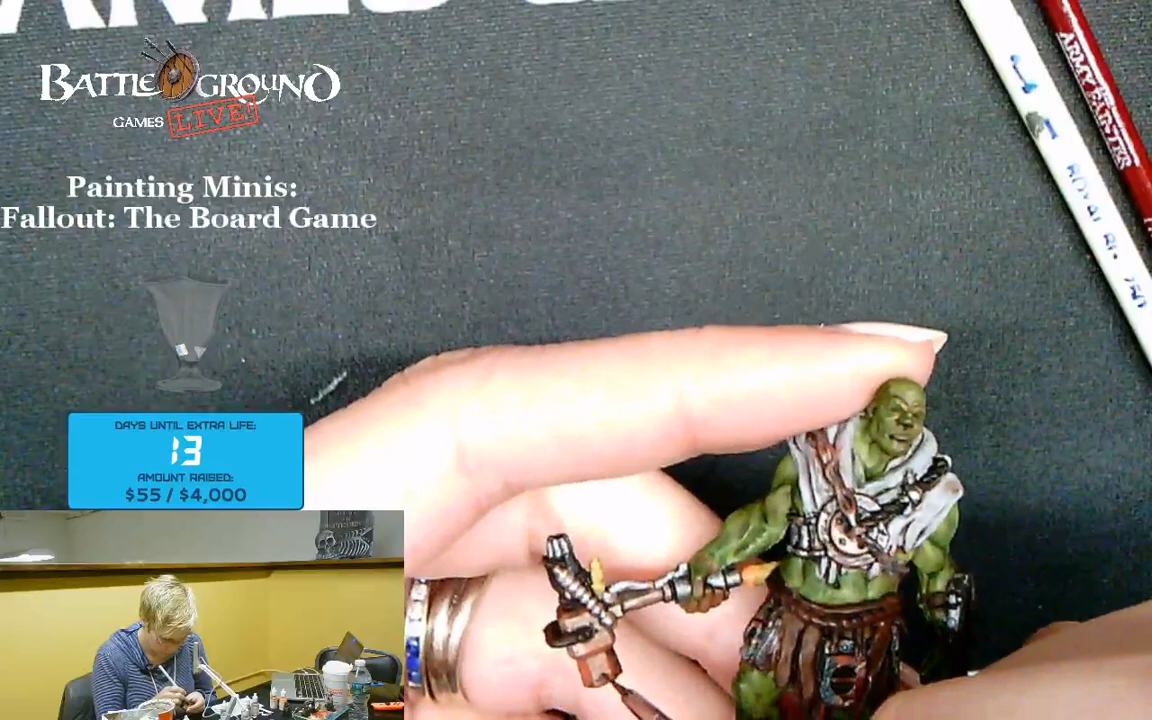 BATTLEGROUND
GAMES LIVE!
Painting Minis:
Fallout: The Board Game
DAYS UNTIL EXTRA LIFE:
13
AMOUNT RAISED:
$55 / $4,000
ARMY PAINTER